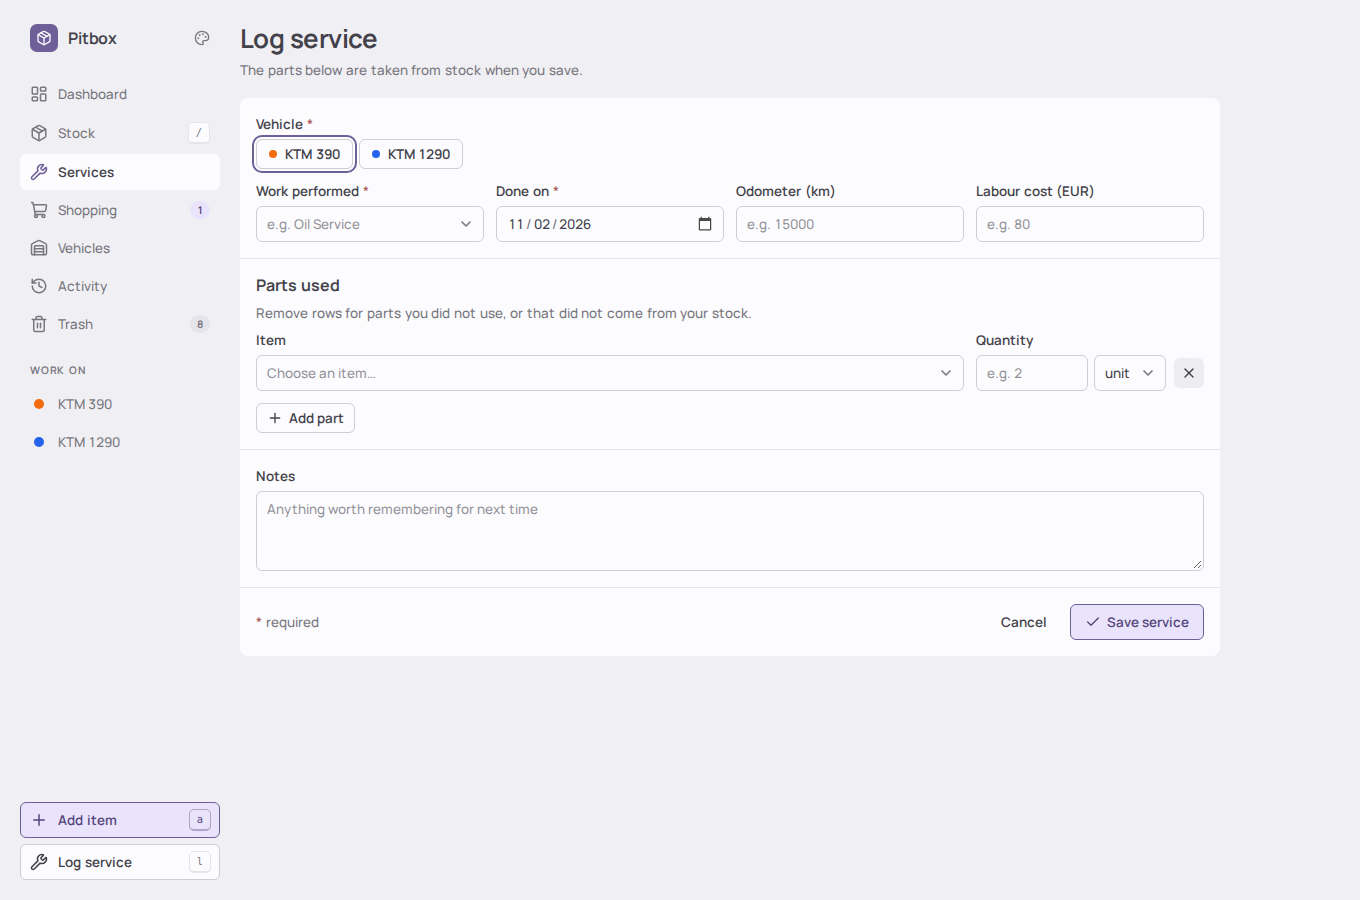 Pitbox
Dashboard
Stock /
Services
Shopping 1
Vehicles
Activity
Trash 8
WORK ON
KTM 390
KTM 1290
Add item a
Log service l
Log service
The parts below are taken from stock when you save.
Vehicle *
KTM 390 KTM 1290
Work performed * Done on * Odometer (km) Labour cost (EUR)
e.g. Oil Service 11/02/2026 e.g. 15000 e.g. 80
Parts used
Remove rows for parts you did not use, or that did not come from your stock.
Item Quantity
Choose an item... e.g. 2 unit
Add part
Notes
Anything worth remembering for next time
* required Cancel Save service